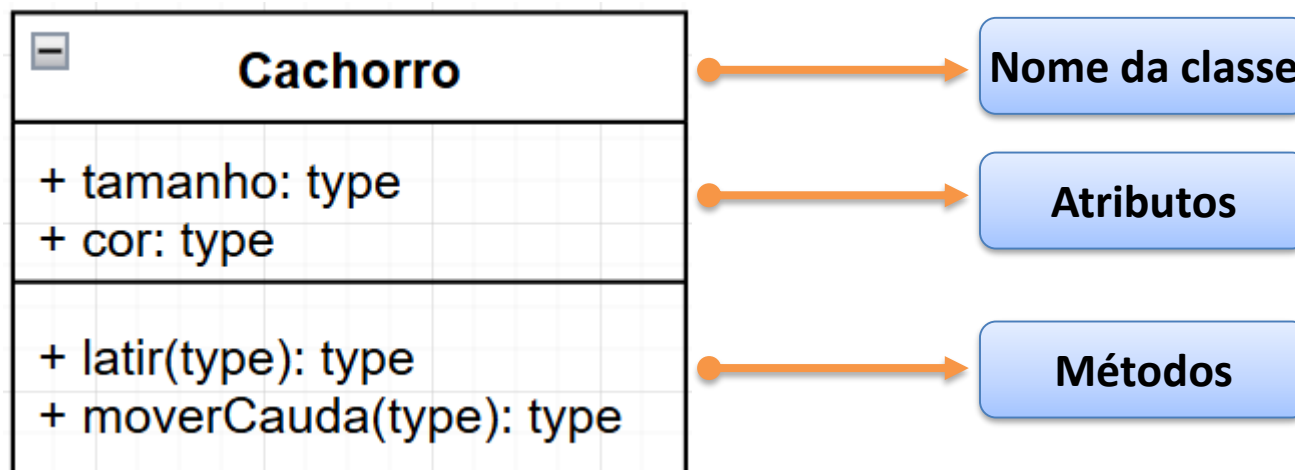 Cachorro
Nome da classe
+ tamanho: type
+ cor: type
Atributos
+ latir(type): type
+ moverCauda(type): type
Métodos